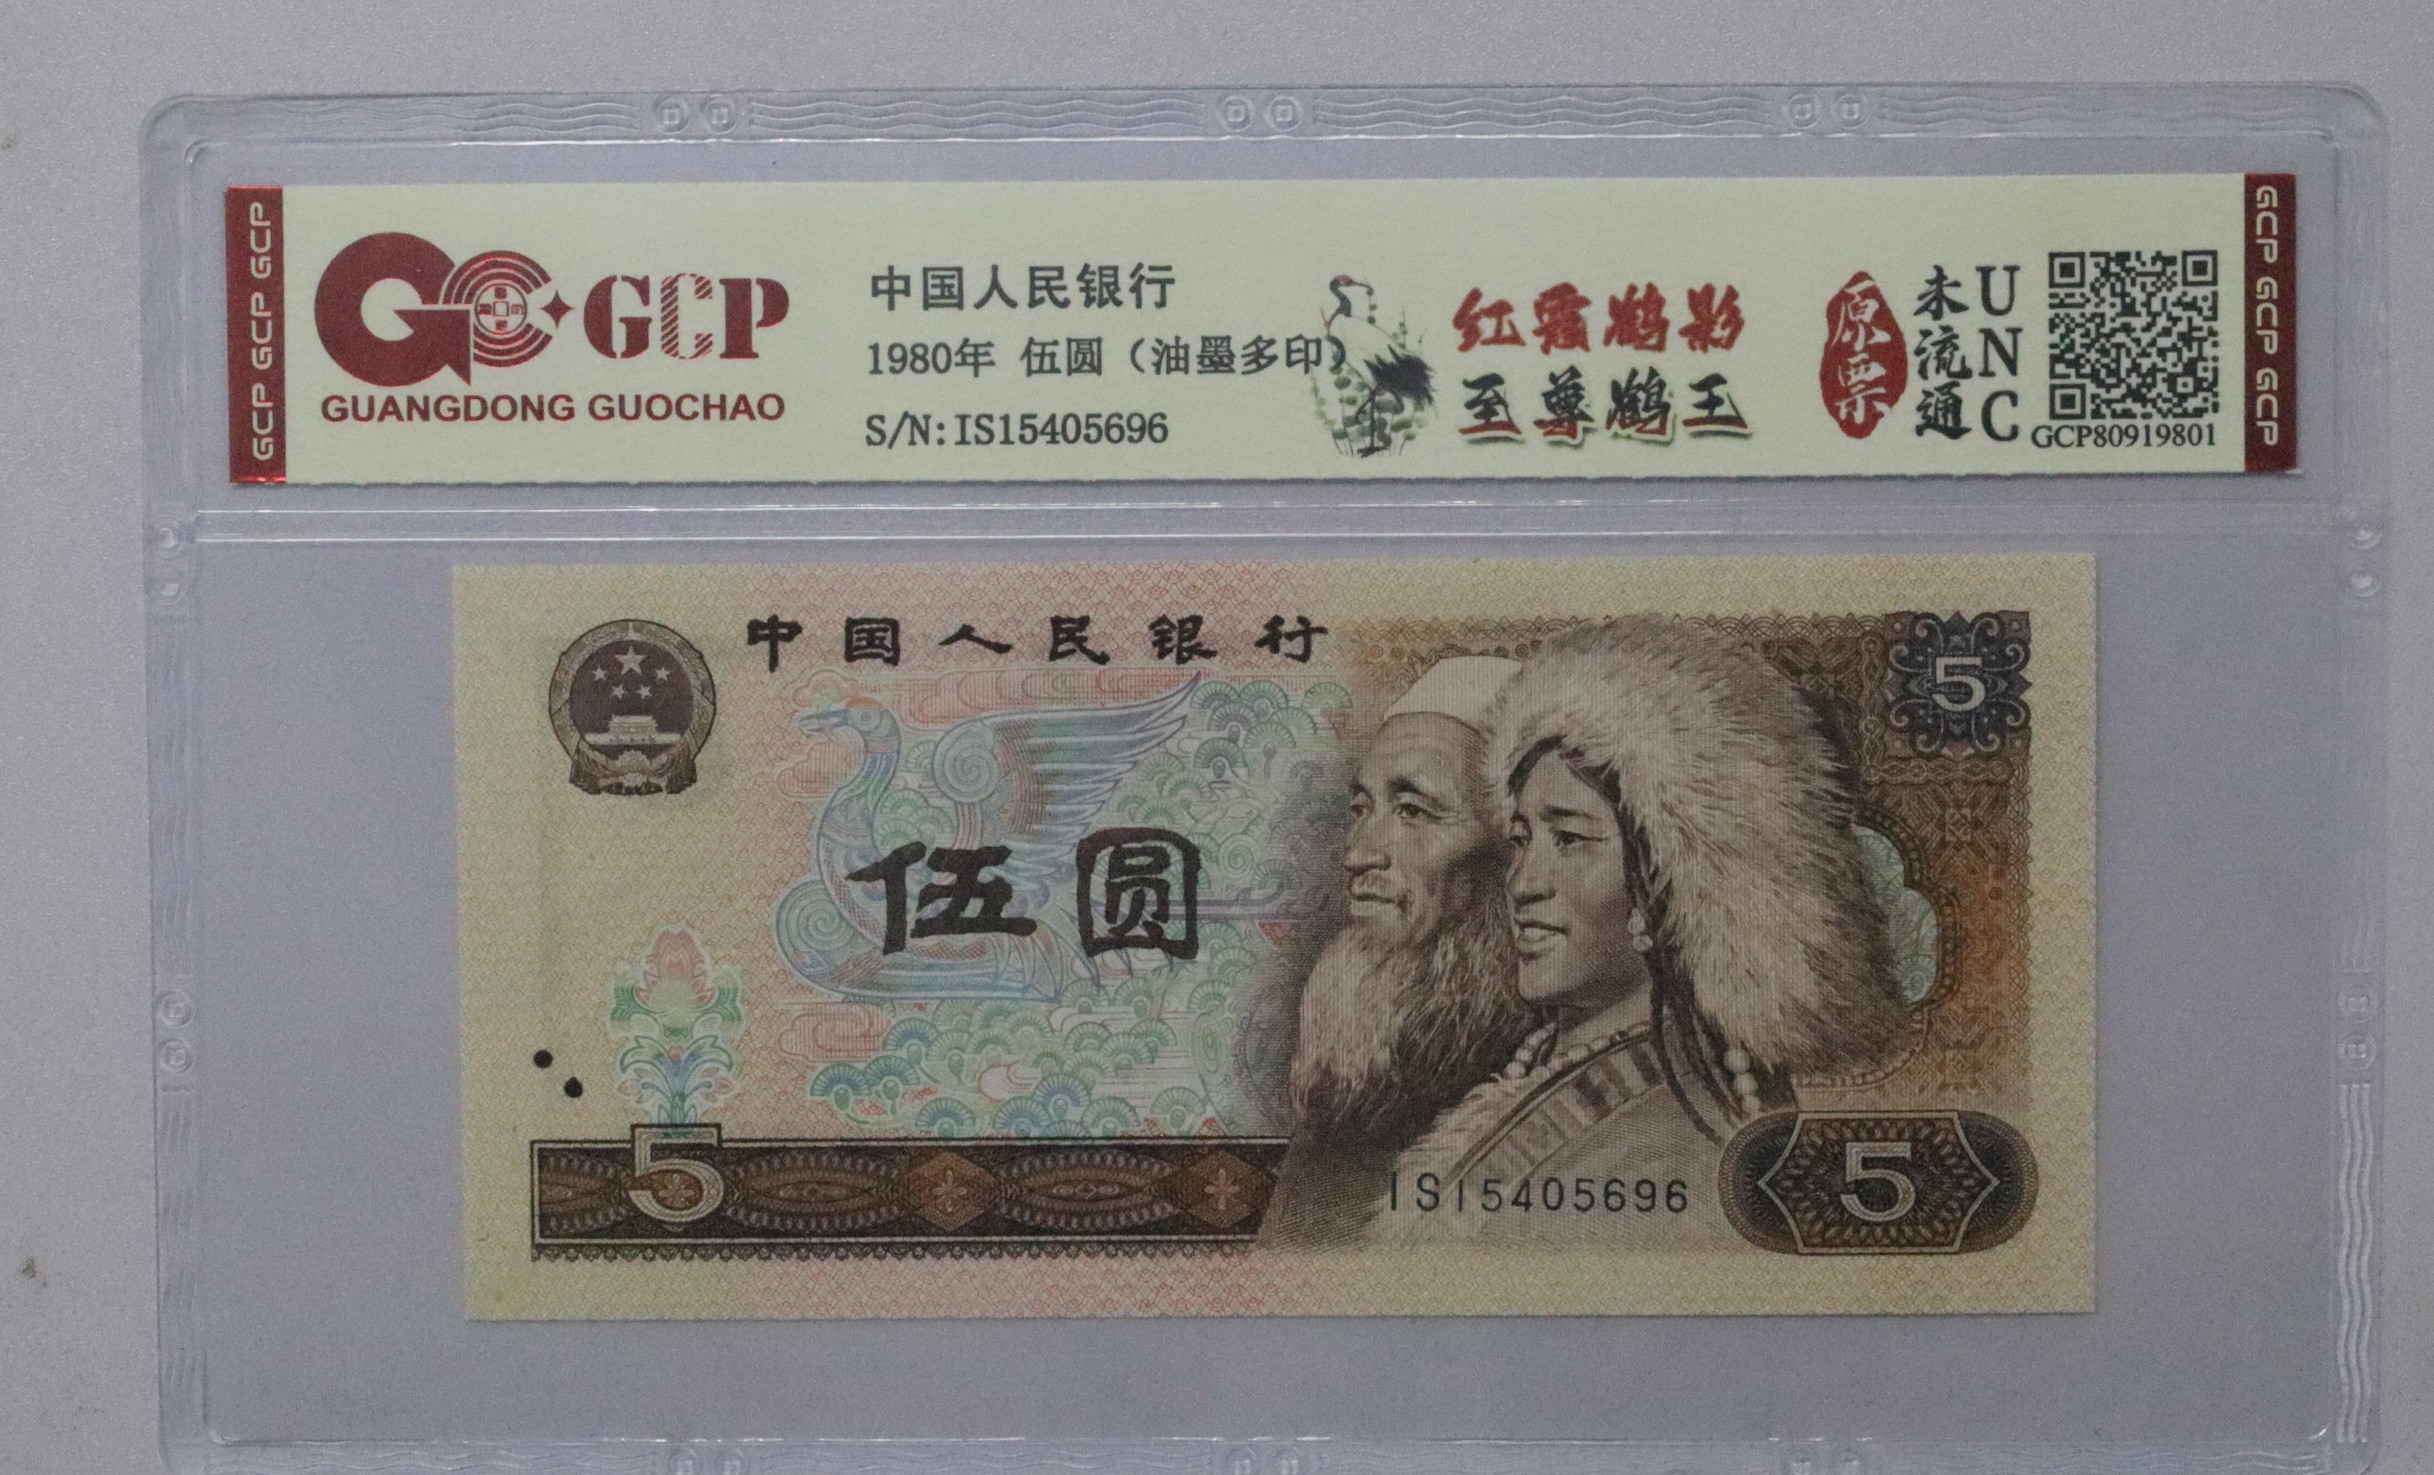 GCP GCP GCP
GCP
GUANGDONG GUOCHAO
中国人民银行
1980年 伍圆（油墨多印）
S/N:IS15405696
红霞鹤影
至尊鹤王
原票
未流通
UNC
GCP80919801
GCP GCP GCP
中国人民银行
5
伍圆
5
IS15405696
5